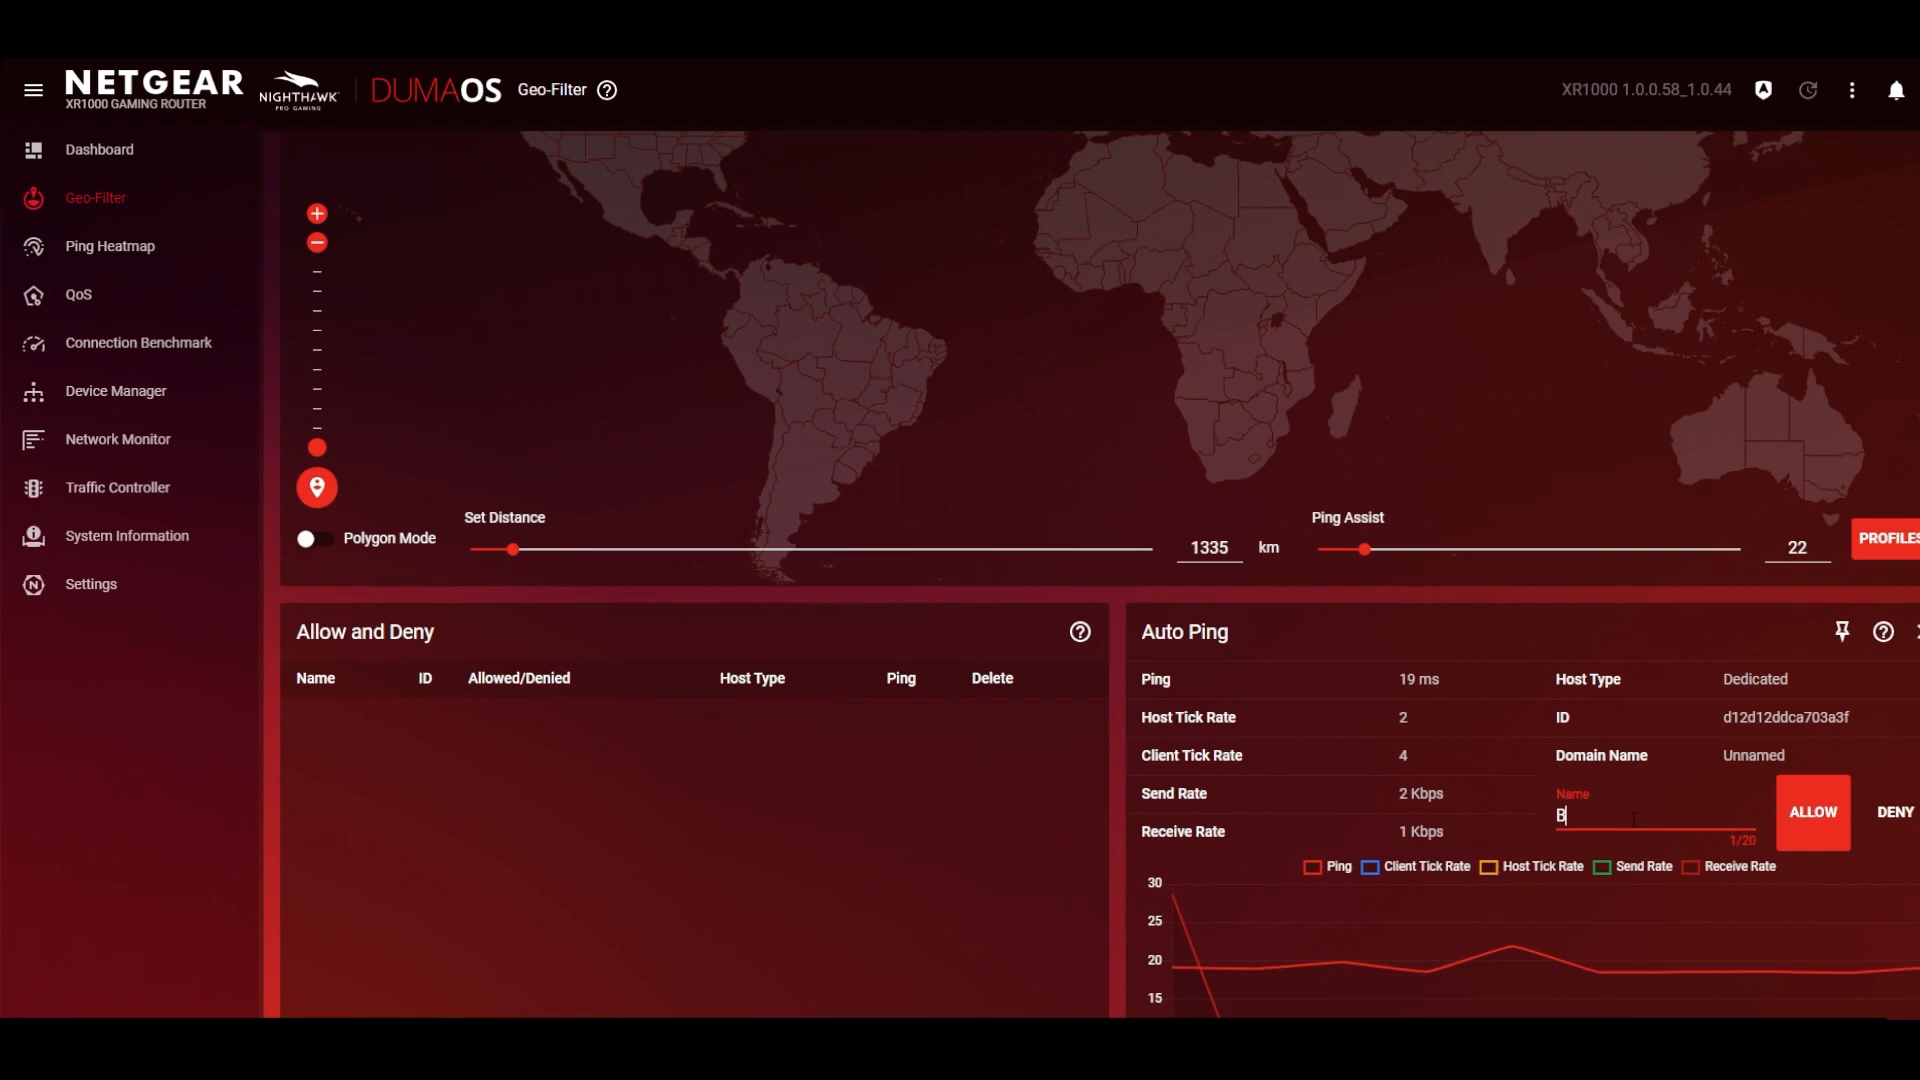 NETGEAR
XR1000 GAMING ROUTER
NIGHTHAWK
PRO GAMING
DUMAOS
Geo-Filter
XR1000 1.0.0.58_1.0.44
Dashboard
Geo-Filter
Ping Heatmap
QoS
Connection Benchmark
Device Manager
Network Monitor
Traffic Controller
System Information
Settings
Polygon Mode
Set Distance
1335 km
Ping Assist
22
PROFILES
Allow and Deny
Name ID Allowed/Denied Host Type Ping Delete
Auto Ping
Ping 19 ms Host Type Dedicated
Host Tick Rate 2 ID d12d12ddca703a3f
Client Tick Rate 4 Domain Name Unnamed
Send Rate 2 Kbps
Receive Rate 1 Kbps
Name
B
1/20
ALLOW
DENY
Ping Client Tick Rate Host Tick Rate Send Rate Receive Rate
30
25
20
15